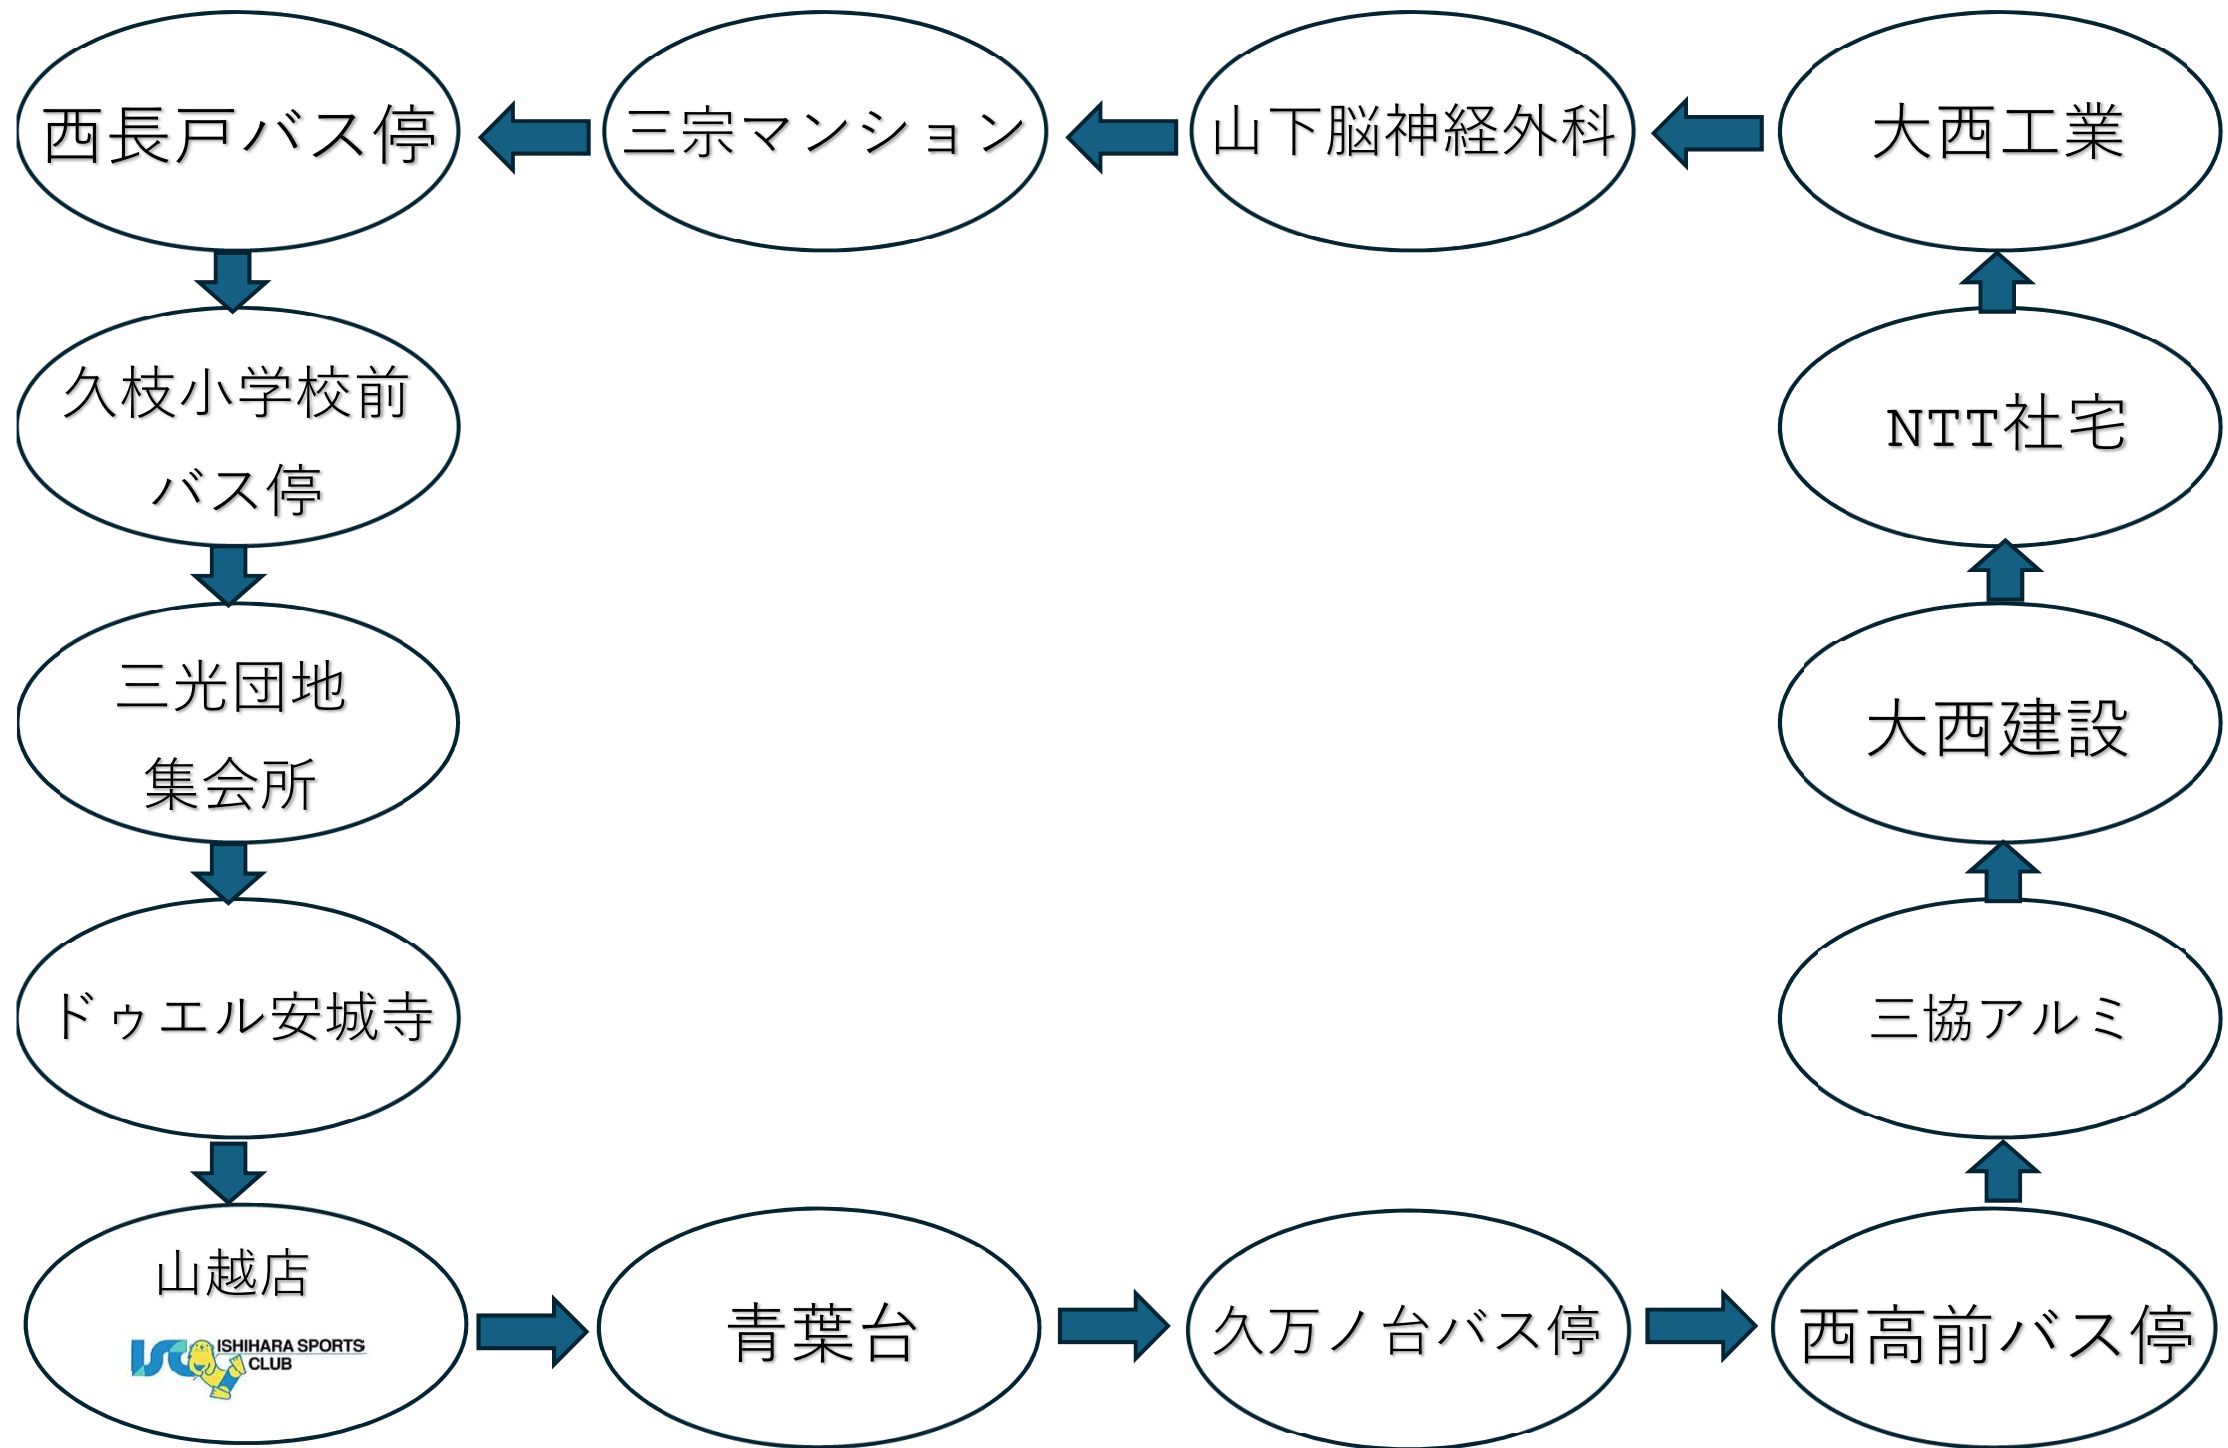 西長戸バス停
三宗マンション
山下脳神経外科
大西工業
久枝小学校前
バス停
NTT社宅
三光団地
集会所
大西建設
ドゥエル安城寺
三協アルミ
山越店
ISC ISHIHARA SPORTS
CLUB
青葉台
久万ノ台バス停
西高前バス停